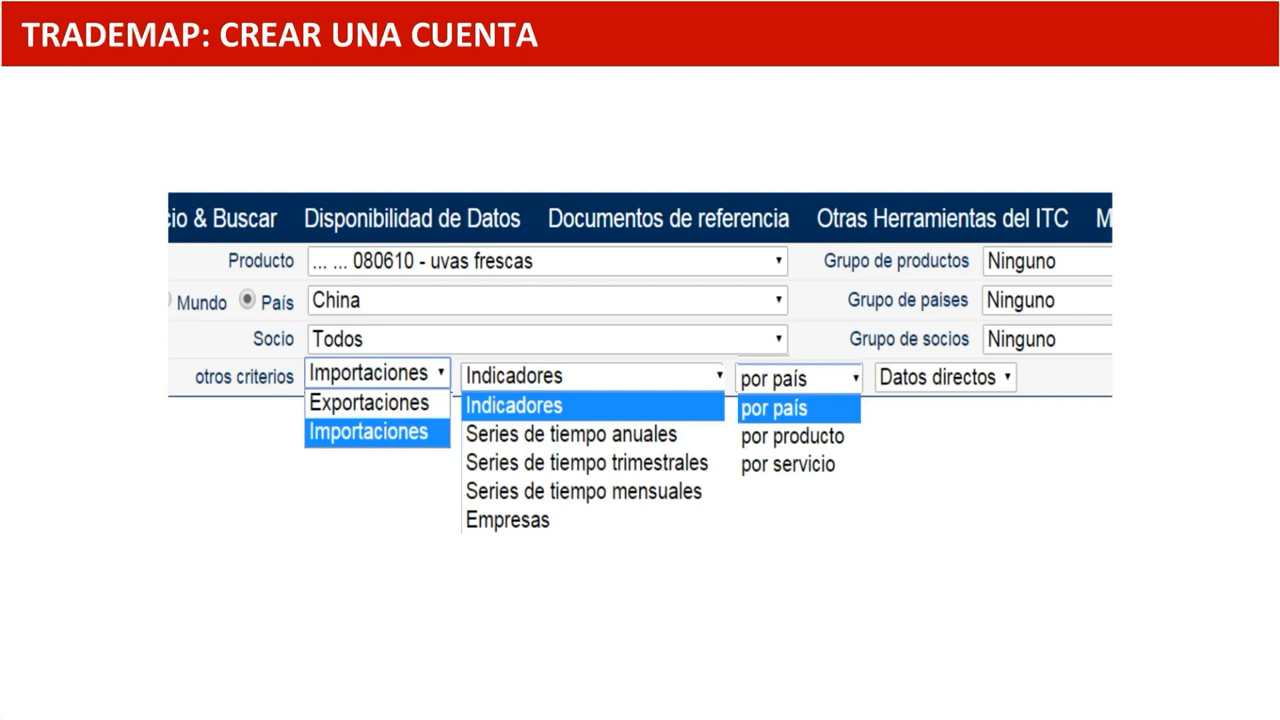 TRADEMAP: CREAR UNA CUENTA
cio & Buscar Disponibilidad de Datos Documentos de referencia Otras Herramientas del ITC M
Producto ... ... 080610 - uvas frescas Grupo de productos Ninguno
Mundo País China Grupo de paises Ninguno
Socio Todos Grupo de socios Ninguno
otros criterios Importaciones Indicadores por país Datos directos
Exportaciones Indicadores por país
Importaciones Series de tiempo anuales por producto
Series de tiempo trimestrales por servicio
Series de tiempo mensuales
Empresas